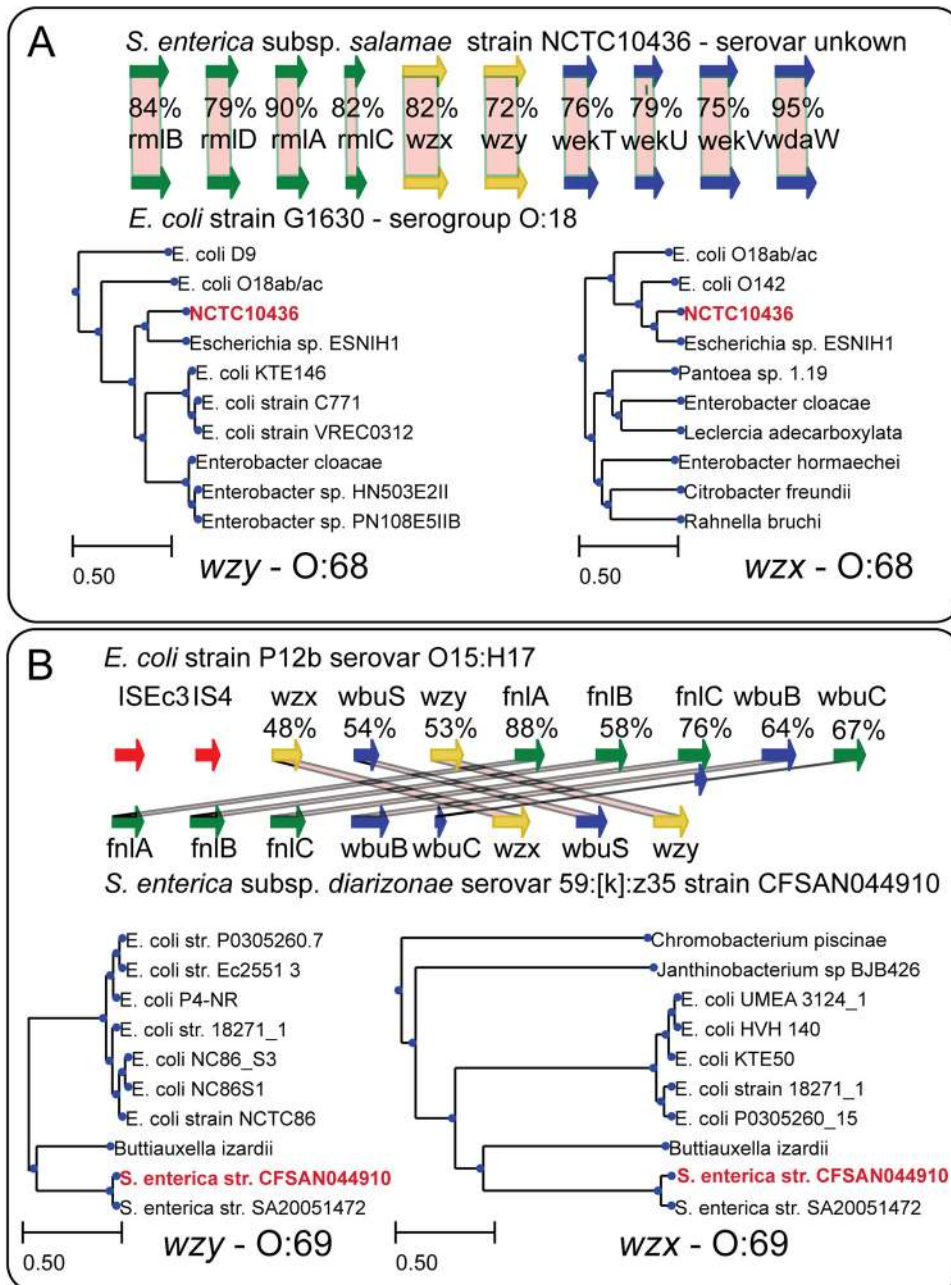 A
S. enterica subsp. salamae strain NCTC10436 - serovar unkown
84% 79% 90% 82% 82% 72% 76% 79% 75% 95%
rmlB rmlD rmlA rmlC wzx wzy wekT wekU wekV wdaW
E. coli strain G1630 - serogroup O:18
E. coli D9
E. coli O18ab/ac
NCTC10436
Escherichia sp. ESNIH1
E. coli KTE146
E. coli strain C771
E. coli strain VREC0312
Enterobacter cloacae
Enterobacter sp. HN503E2II
Enterobacter sp. PN108E5IIB
0.50
wzy - O:68
E. coli O18ab/ac
E. coli O142
NCTC10436
Escherichia sp. ESNIH1
Pantoea sp. 1.19
Enterobacter cloacae
Leclercia adecarboxylata
Enterobacter hormaechei
Citrobacter freundii
Rahnella bruchi
0.50
wzx - O:68
B
E. coli strain P12b serovar O15:H17
ISEc3 IS4 wzx wbuS wzy fnlA fnlB fnlC wbuB wbuC
48% 54% 53% 88% 58% 76% 64% 67%
fnlA fnlB fnlC wbuB wbuC wzx wbuS wzy
S. enterica subsp. diarizonae serovar 59:[k]:z35 strain CFSAN044910
E. coli str. P0305260.7
E. coli str. Ec2551 3
E. coli P4-NR
E. coli str. 18271_1
E. coli NC86_S3
E. coli NC86S1
E. coli strain NCTC86
Buttiauxella izardii
S. enterica str. CFSAN044910
S. enterica str. SA20051472
0.50
wzy - O:69
Chromobacterium piscinae
Janthinobacterium sp BJB426
E. coli UMEA 3124_1
E. coli HVH 140
E. coli KTE50
E. coli strain 18271_1
E. coli P0305260_15
Buttiauxella izardii
S. enterica str. CFSAN044910
S. enterica str. SA20051472
0.50
wzx - O:69